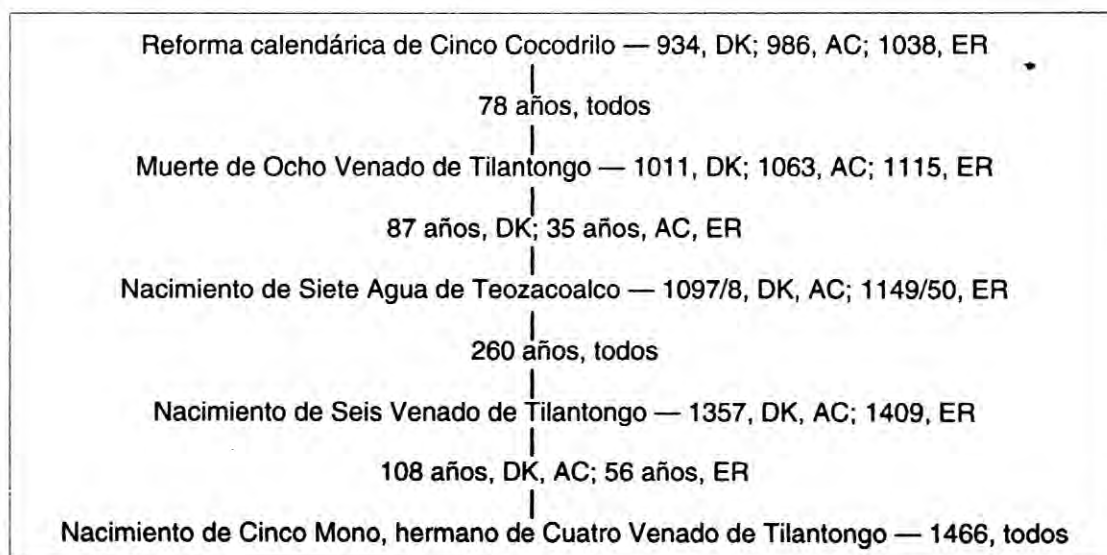 Reforma calendárica de Cinco Cocodrilo — 934, DK; 986, AC; 1038, ER
78 años, todos
Muerte de Ocho Venado de Tilantongo — 1011, DK; 1063, AC; 1115, ER
87 años, DK; 35 años, AC, ER
Nacimiento de Siete Agua de Teozacoalco — 1097/8, DK, AC; 1149/50, ER
260 años, todos
Nacimiento de Seis Venado de Tilantongo — 1357, DK, AC; 1409, ER
108 años, DK, AC; 56 años, ER
Nacimiento de Cinco Mono, hermano de Cuatro Venado de Tilantongo — 1466, todos